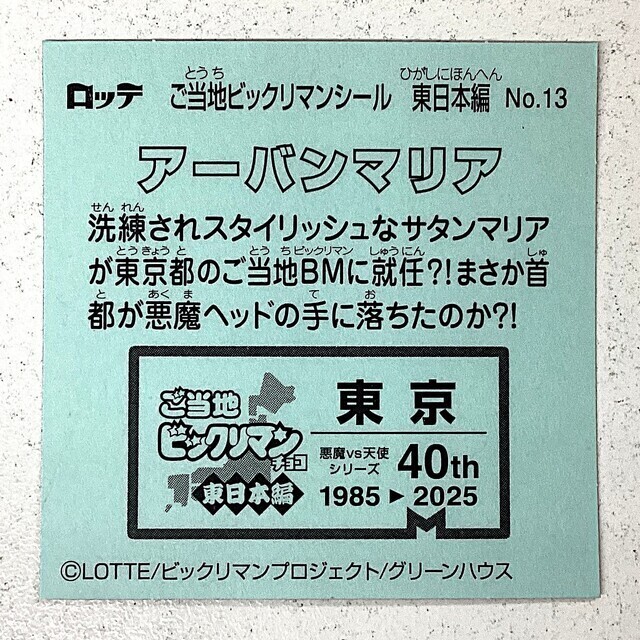 ロッテ ご当地ビックリマンシール 東日本編 No.13
とうち ひがしにほんへん
アーバンマリア
せん れん
洗練されスタイリッシュなサタンマリア
とうきょう と とう ち ビックリマン しゅうにん しゅ
が東京都のご当地BMに就任?!まさか首
と あく ま て お
都が悪魔ヘッドの手に落ちたのか?!
ご当地
ビックリマン
チョコ
東日本編
東京
悪魔vs天使
シリーズ 40th
1985▶2025
©LOTTE/ビックリマンプロジェクト/グリーンハウス